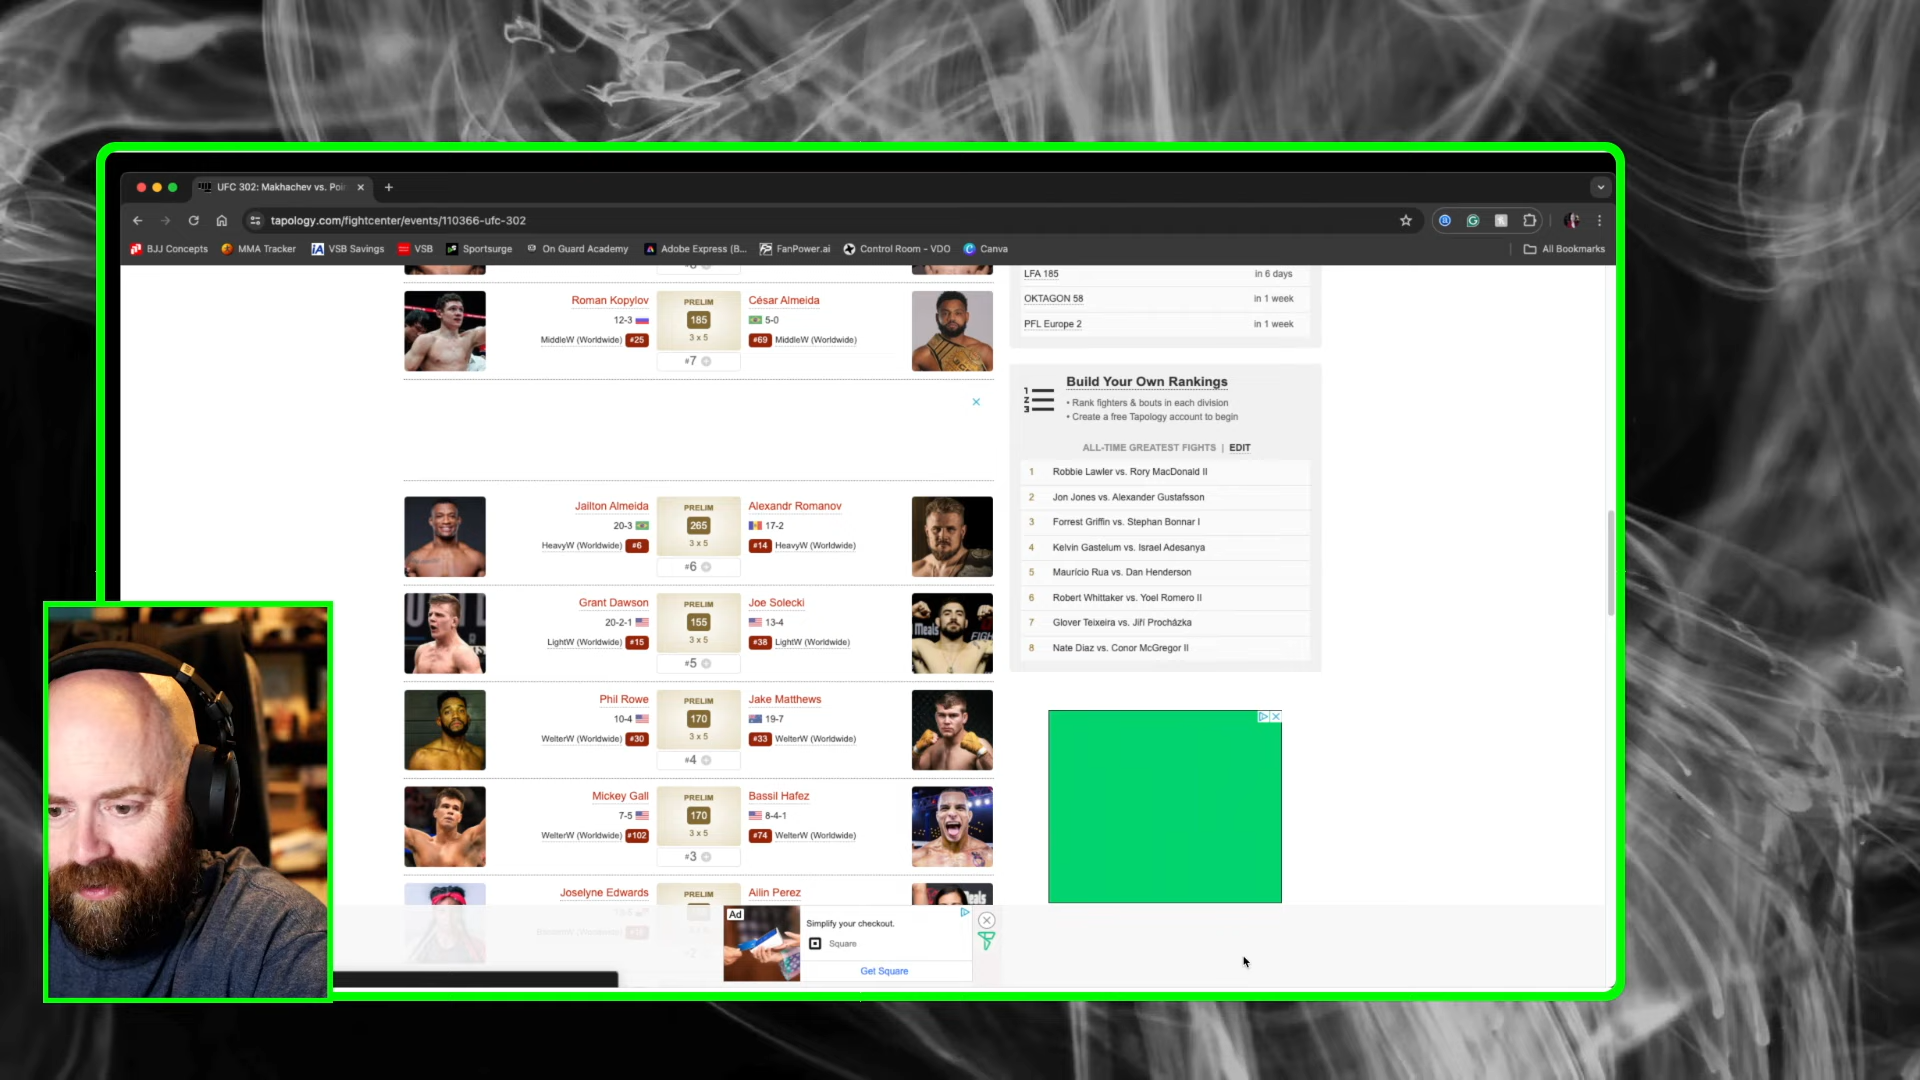 UFC 302: Makhachev vs. Poir
tapology.com/fightcenter/events/110366-ufc-302
BJJ Concepts
MMA Tracker
VSB Savings
VSB
Sportsurge
On Guard Academy
Adobe Express (B...
FanPower.ai
Control Room - VDO
Canva
All Bookmarks
Roman Kopylov
12-3
MiddleW (Worldwide) #25
PRELIM
185
3 x 5
#7
César Almeida
5-0
#69 MiddleW (Worldwide)
Jailton Almeida
20-3
HeavyW (Worldwide) #6
PRELIM
265
3 x 5
#6
Alexandr Romanov
17-2
#14 HeavyW (Worldwide)
Grant Dawson
20-2-1
LightW (Worldwide) #15
PRELIM
155
3 x 5
#5
Joe Solecki
13-4
#38 LightW (Worldwide)
Meals
FIGH
Phil Rowe
10-4
WelterW (Worldwide) #30
PRELIM
170
3 x 5
#4
Jake Matthews
19-7
#33 WelterW (Worldwide)
Mickey Gall
7-5
WelterW (Worldwide) #102
PRELIM
170
3 x 5
#3
Bassil Hafez
8-4-1
#74 WelterW (Worldwide)
Joselyne Edwards
PRELIM
Ailin Perez
LFA 185 in 6 days
OKTAGON 58 in 1 week
PFL Europe 2 in 1 week
1
2
3
Build Your Own Rankings
• Rank fighters & bouts in each division
• Create a free Tapology account to begin
ALL-TIME GREATEST FIGHTS | EDIT
1 Robbie Lawler vs. Rory MacDonald II
2 Jon Jones vs. Alexander Gustafsson
3 Forrest Griffin vs. Stephan Bonnar I
4 Kelvin Gastelum vs. Israel Adesanya
5 Maurício Rua vs. Dan Henderson
6 Robert Whittaker vs. Yoel Romero II
7 Glover Teixeira vs. Jiří Procházka
8 Nate Diaz vs. Conor McGregor II
Ad
Simplify your checkout.
Square
Get Square